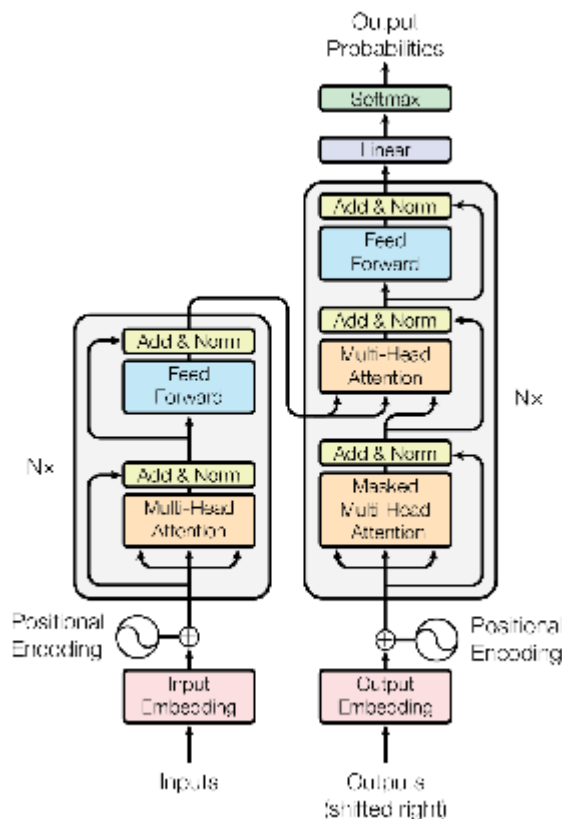 Output
Probabilities
Softmax
Linear
Add & Norm
Feed
Forward
Add & Norm
Multi-Head
Attention
Nx
Add & Norm
Masked
Multi-Head
Attention
Add & Norm
Feed
Forward
Nx
Add & Norm
Multi-Head
Attention
Positional
Encoding
Positional
Encoding
Input
Embedding
Output
Embedding
Inputs
Outputs
(shifted right)